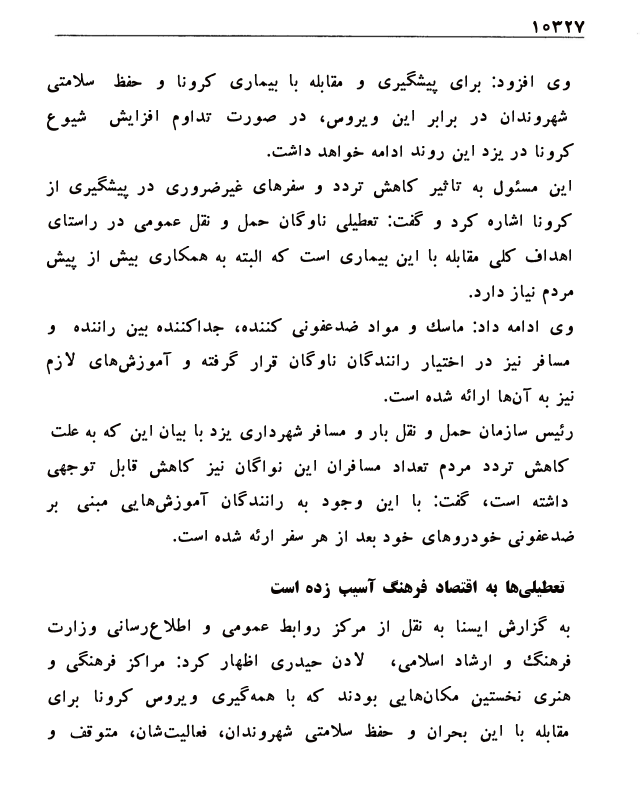 ۱۰۳۲۷
وی افزود: برای پیشگیری و مقابله با بیماری کرونا و حفظ سلامتی
شهروندان در برابر این ویروس، در صورت تداوم افزایش شیوع
کرونا در یزد این روند ادامه خواهد داشت.
این مسئول به تاثیر کاهش تردد و سفرهای غیرضروری در پیشگیری از
کرونا اشاره کرد و گفت: تعطیلی ناوگان حمل و نقل عمومی در راستای
اهداف کلی مقابله با این بیماری است که البته به همکاری بیش از پیش
مردم نیاز دارد.
وی ادامه داد: ماسک و مواد ضدعفونی کننده، جداکننده بین راننده و
مسافر نیز در اختیار رانندگان ناوگان قرار گرفته و آموزش‌های لازم
نیز به آن‌ها ارائه شده است.
رئیس سازمان حمل و نقل بار و مسافر شهرداری یزد با بیان این که به علت
کاهش تردد مردم تعداد مسافران این نواگان نیز کاهش قابل توجهی
داشته است، گفت: با این وجود به رانندگان آموزش‌هایی مبنی بر
ضدعفونی خودروهای خود بعد از هر سفر ارئه شده است.
تعطیلی‌ها به اقتصاد فرهنگ آسیب زده است
به گزارش ایسنا به نقل از مرکز روابط عمومی و اطلاع‌رسانی وزارت
فرهنگ و ارشاد اسلامی، لادن حیدری اظهار کرد: مراکز فرهنگی و
هنری نخستین مکان‌هایی بودند که با همه‌گیری ویروس کرونا برای
مقابله با این بحران و حفظ سلامتی شهروندان، فعالیت‌شان، متوقف و